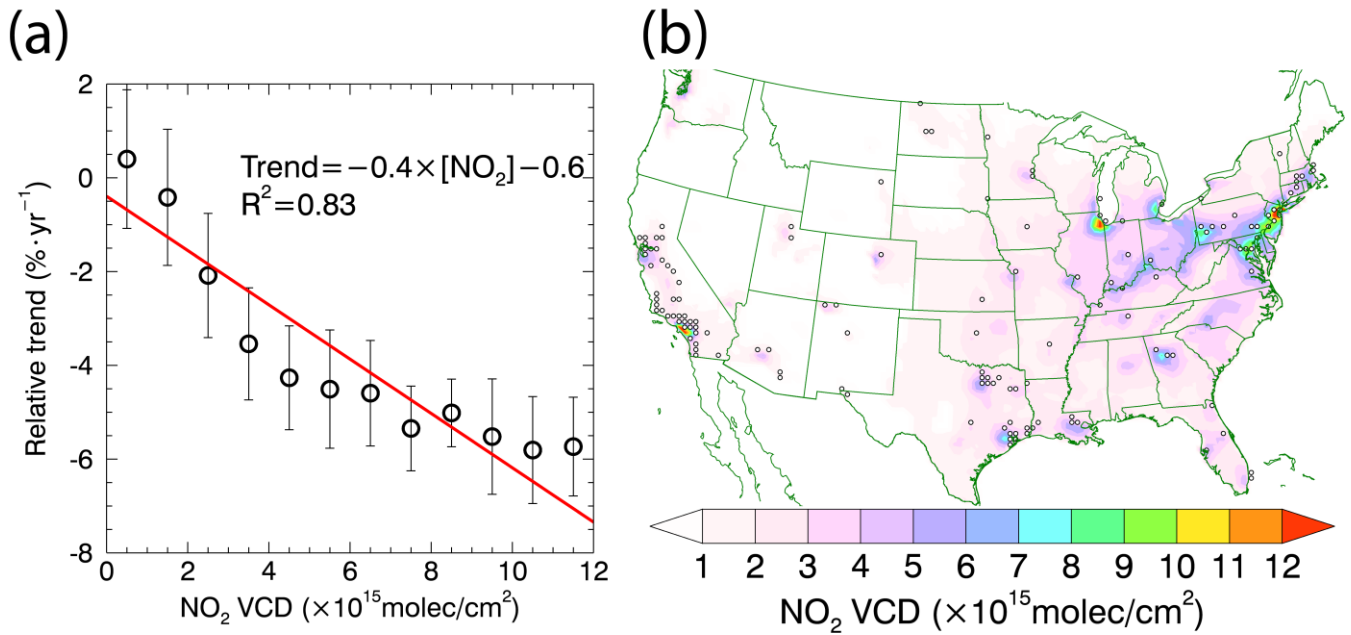 (a)
(b)
2
0
-2
-4
-6
-8
Relative trend (%·yr⁻¹)
Trend=−0.4×[NO₂]−0.6
R²=0.83
0 2 4 6 8 10 12
NO₂ VCD (×10¹⁵molec/cm²)
1 2 3 4 5 6 7 8 9 10 11 12
NO₂ VCD (×10¹⁵molec/cm²)